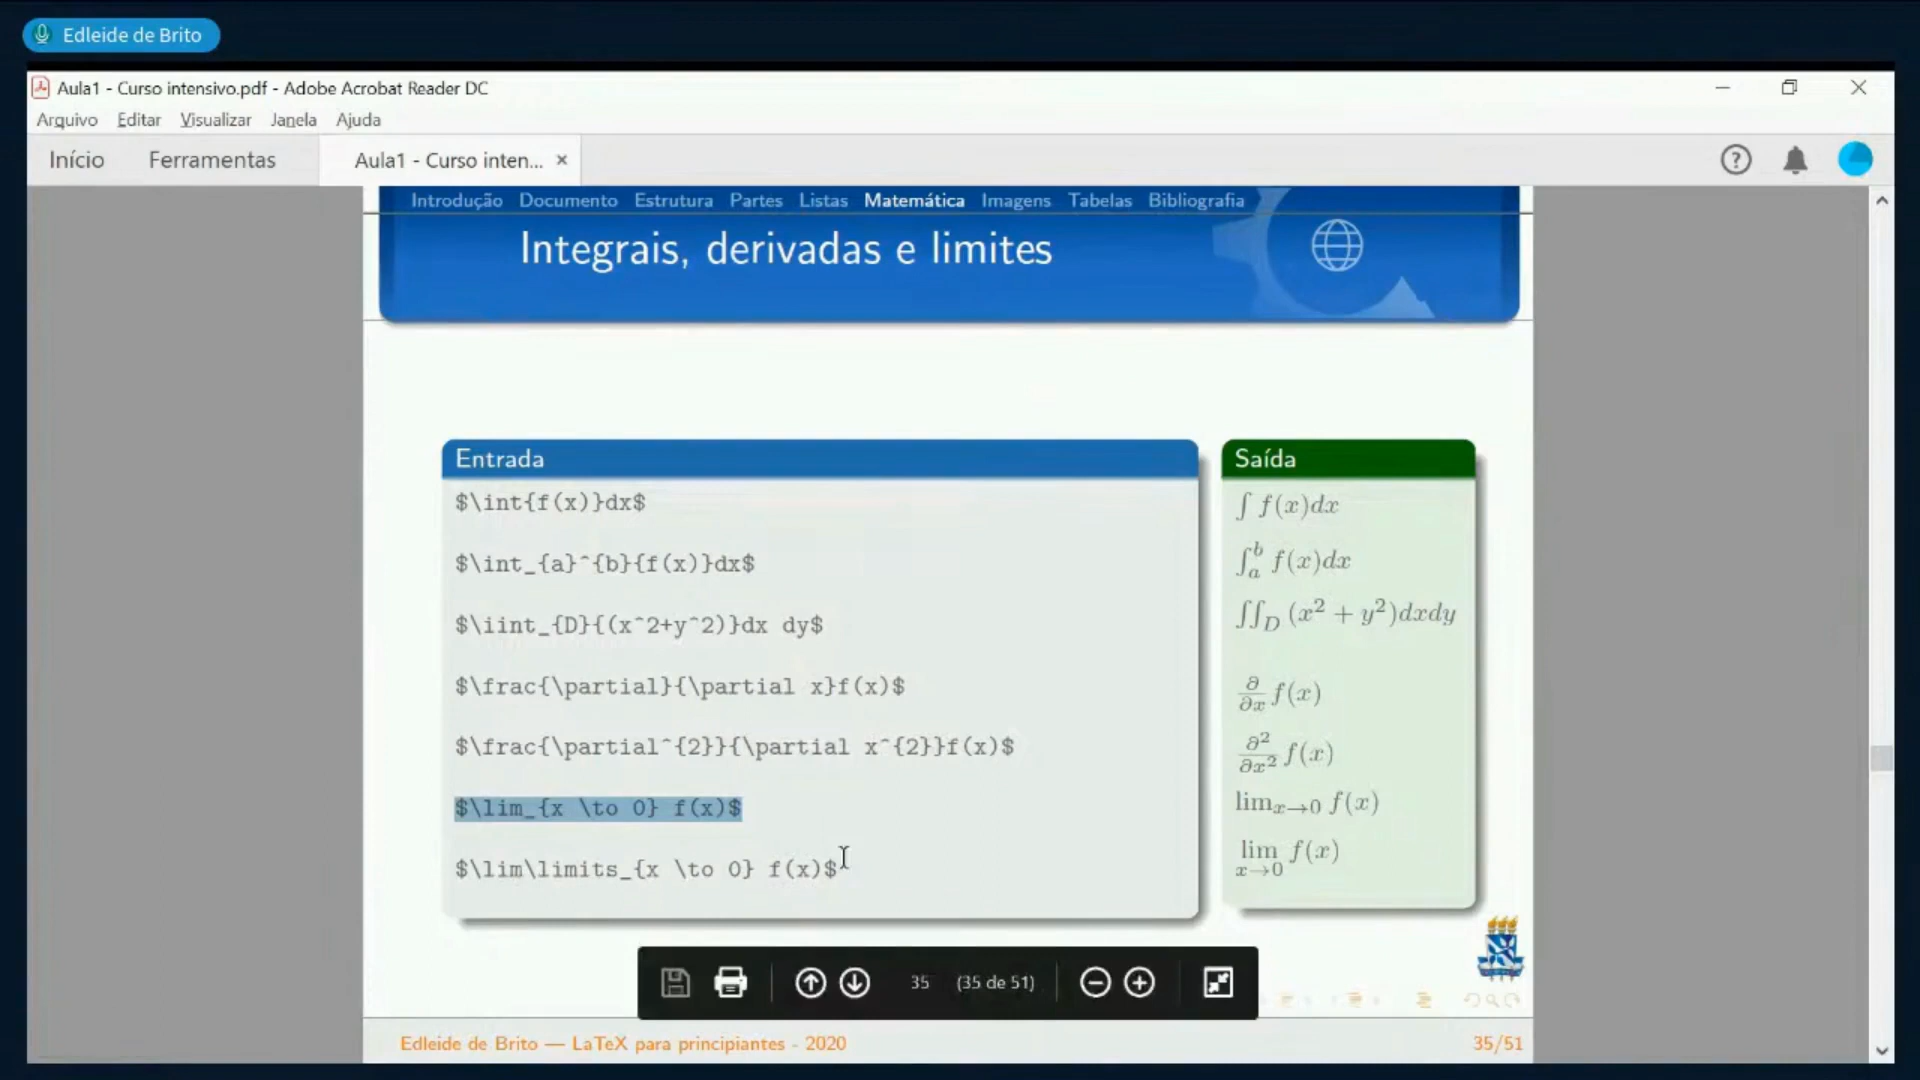 Edleide de Brito
Aula1 - Curso intensivo.pdf - Adobe Acrobat Reader DC
Arquivo Editar Visualizar Janela Ajuda
Início Ferramentas Aula1 - Curso inten... ×
Introdução Documento Estrutura Partes Listas Matemática Imagens Tabelas Bibliografia
Integrais, derivadas e limites
Entrada
$\int{f(x)}dx$
$\int_{a}^{b}{f(x)}dx$
$\iint_{D}{(x^2+y^2)}dx dy$
$\frac{\partial}{\partial x}f(x)$
$\frac{\partial^{2}}{\partial x^{2}}f(x)$
$\lim_{x \to 0} f(x)$
$\lim\limits_{x \to 0} f(x)$
Saída
∫ f(x)dx
∫ₐᵇ f(x)dx
∬_D (x² + y²)dxdy
∂/∂x f(x)
∂²/∂x² f(x)
lim_{x→0} f(x)
lim f(x)
x→0
35 (35 de 51)
Edleide de Brito — LaTeX para principiantes - 2020 35/51